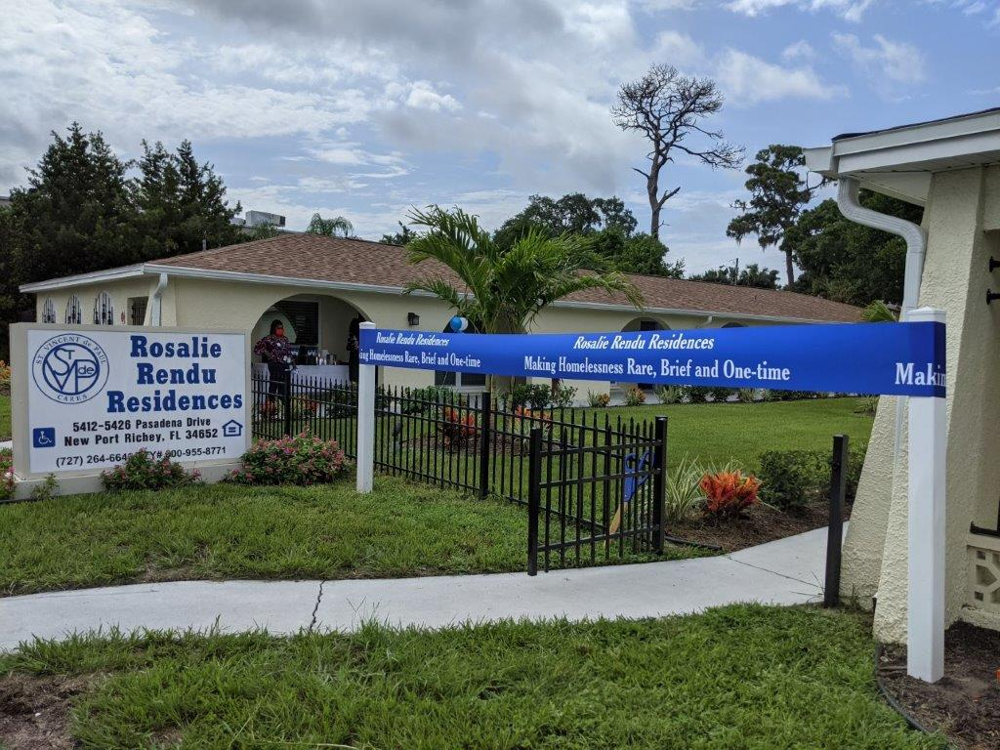 ST. VINCENT de PAUL
SVdP
CARES
Rosalie
Rendu
Residences
5412-5426 Pasadena Drive
New Port Richey, FL 34652
(727) 264-664 800-955-8771
Rosalie Rendu Residences
Making Homelessness Rare, Brief and One-time
Rosalie Rendu Residences
Making Homelessness Rare, Brief and One-time
Makin